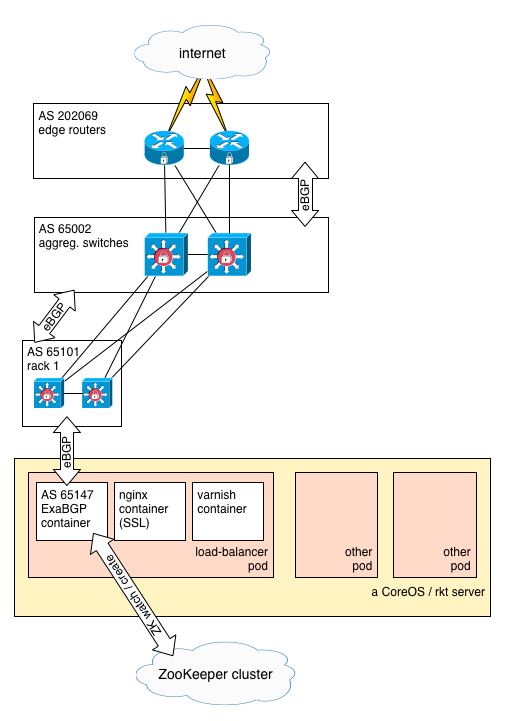 internet
AS 202069
edge routers
eBGP
AS 65002
aggreg. switches
eBGP
AS 65101
rack 1
eBGP
AS 65147
ExaBGP
container
nginx
container
(SSL)
varnish
container
load-balancer
pod
other
pod
other
pod
a CoreOS / rkt server
ZK watch / create
ZooKeeper cluster